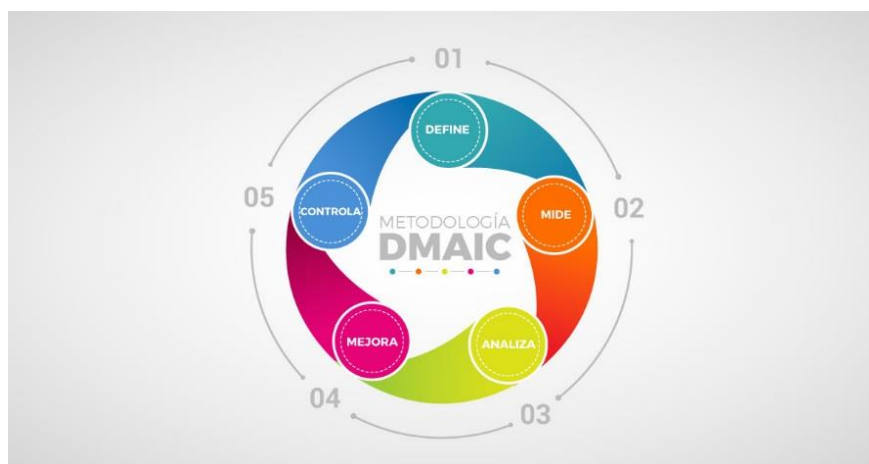 01
DEFINE
02
MIDE
03
ANALIZA
04
MEJORA
05
CONTROLA
METODOLOGÍA
DMAIC